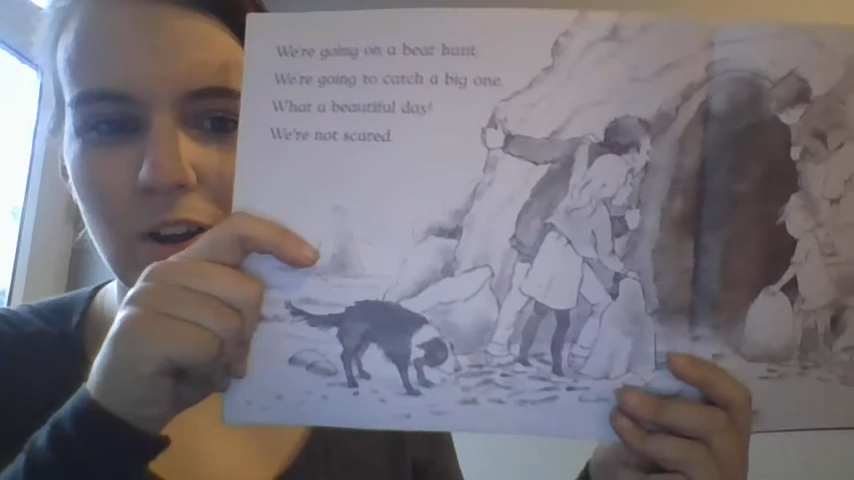 We're going on a bear hunt.
We're going to catch a big one.
What a beautiful day!
We're not scared.